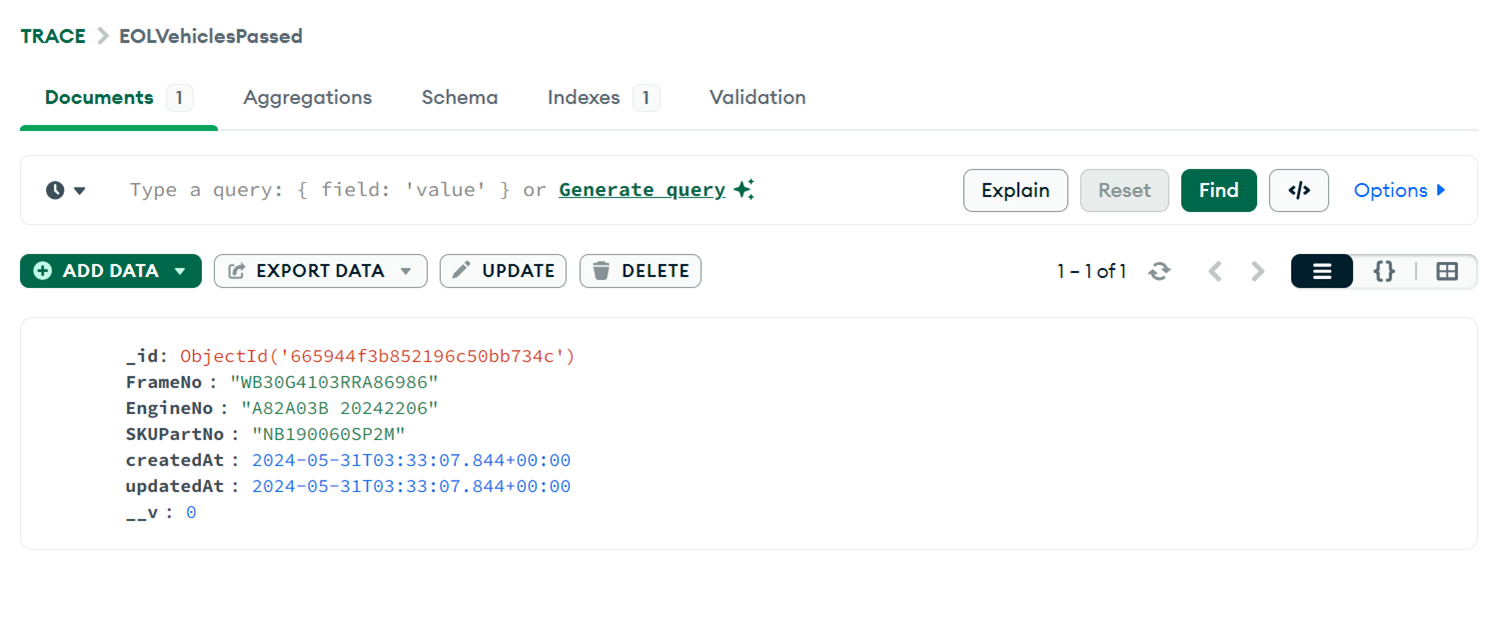 TRACE > EOLVehiclesPassed
Documents 1 Aggregations Schema Indexes 1 Validation
Type a query: { field: 'value' } or Generate query Explain Reset Find </> Options
ADD DATA EXPORT DATA UPDATE DELETE 1 – 1 of 1 {}
_id: ObjectId('665944f3b852196c50bb734c')
FrameNo : "WB30G4103RRA86986"
EngineNo : "A82A03B 20242206"
SKUPartNo : "NB190060SP2M"
createdAt : 2024-05-31T03:33:07.844+00:00
updatedAt : 2024-05-31T03:33:07.844+00:00
__v : 0